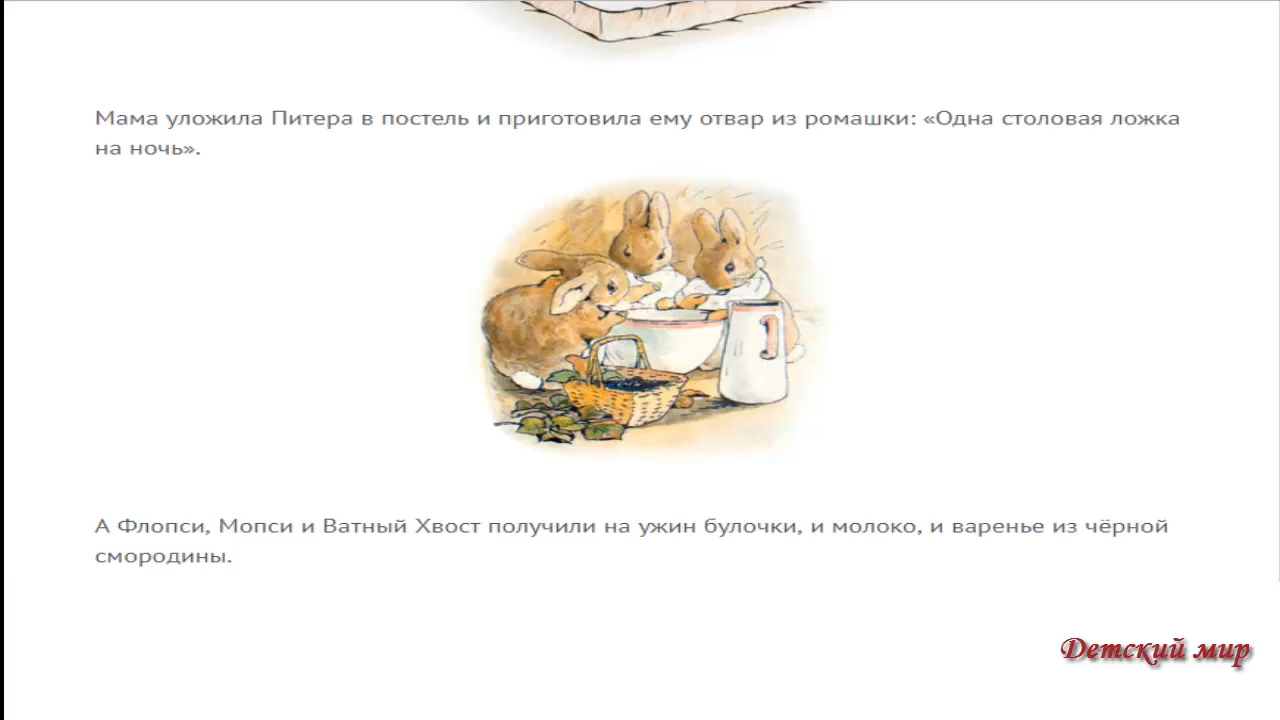 Мама уложила Питера в постель и приготовила ему отвар из ромашки: «Одна столовая ложка
на ночь».
А Флопси, Мопси и Ватный Хвост получили на ужин булочки, и молоко, и варенье из чёрной
смородины.
Детский мир